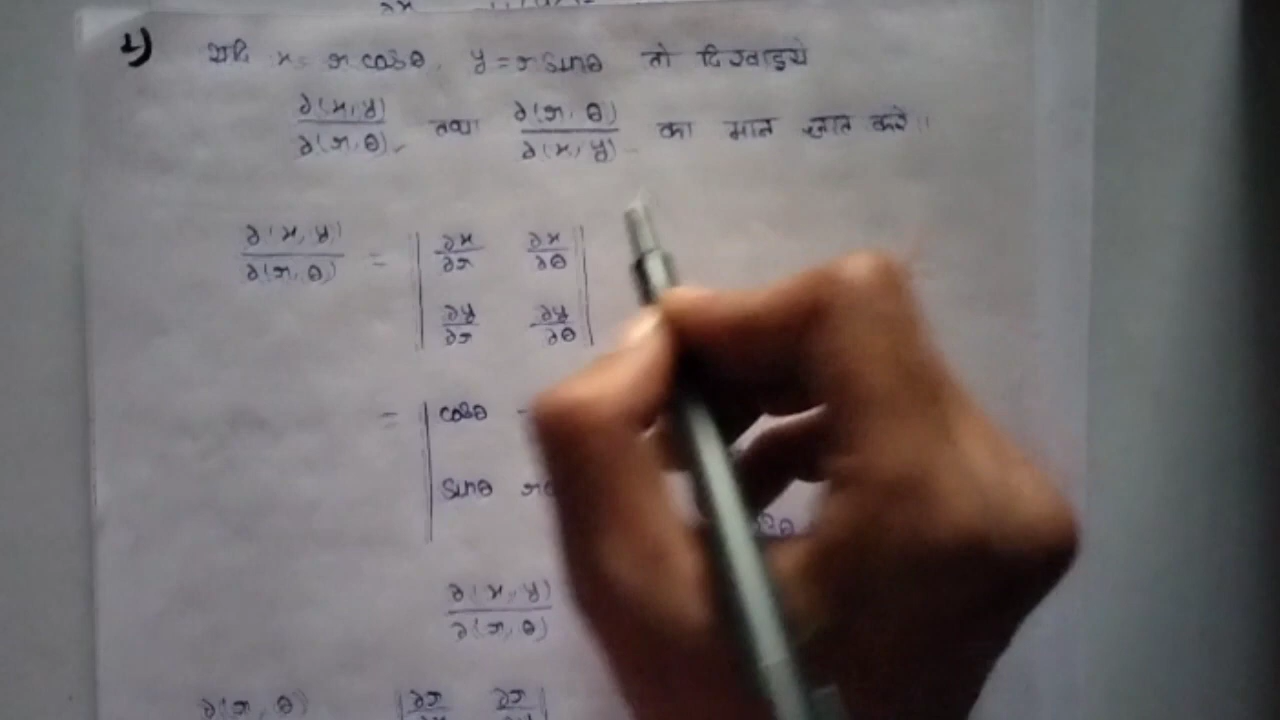 1) यदि x = r cosθ, y = r sinθ तो दिखाइये
∂(x,y)/∂(r,θ), तथा ∂(r,θ)/∂(x,y) का मान ज्ञात करे।।
∂(x,y)/∂(r,θ) = | ∂x/∂r ∂x/∂θ |
| ∂y/∂r ∂y/∂θ |
= | cosθ -
| sinθ r
∂(x,y)/∂(r,θ)
∂(r,θ) | ∂r ∂r |